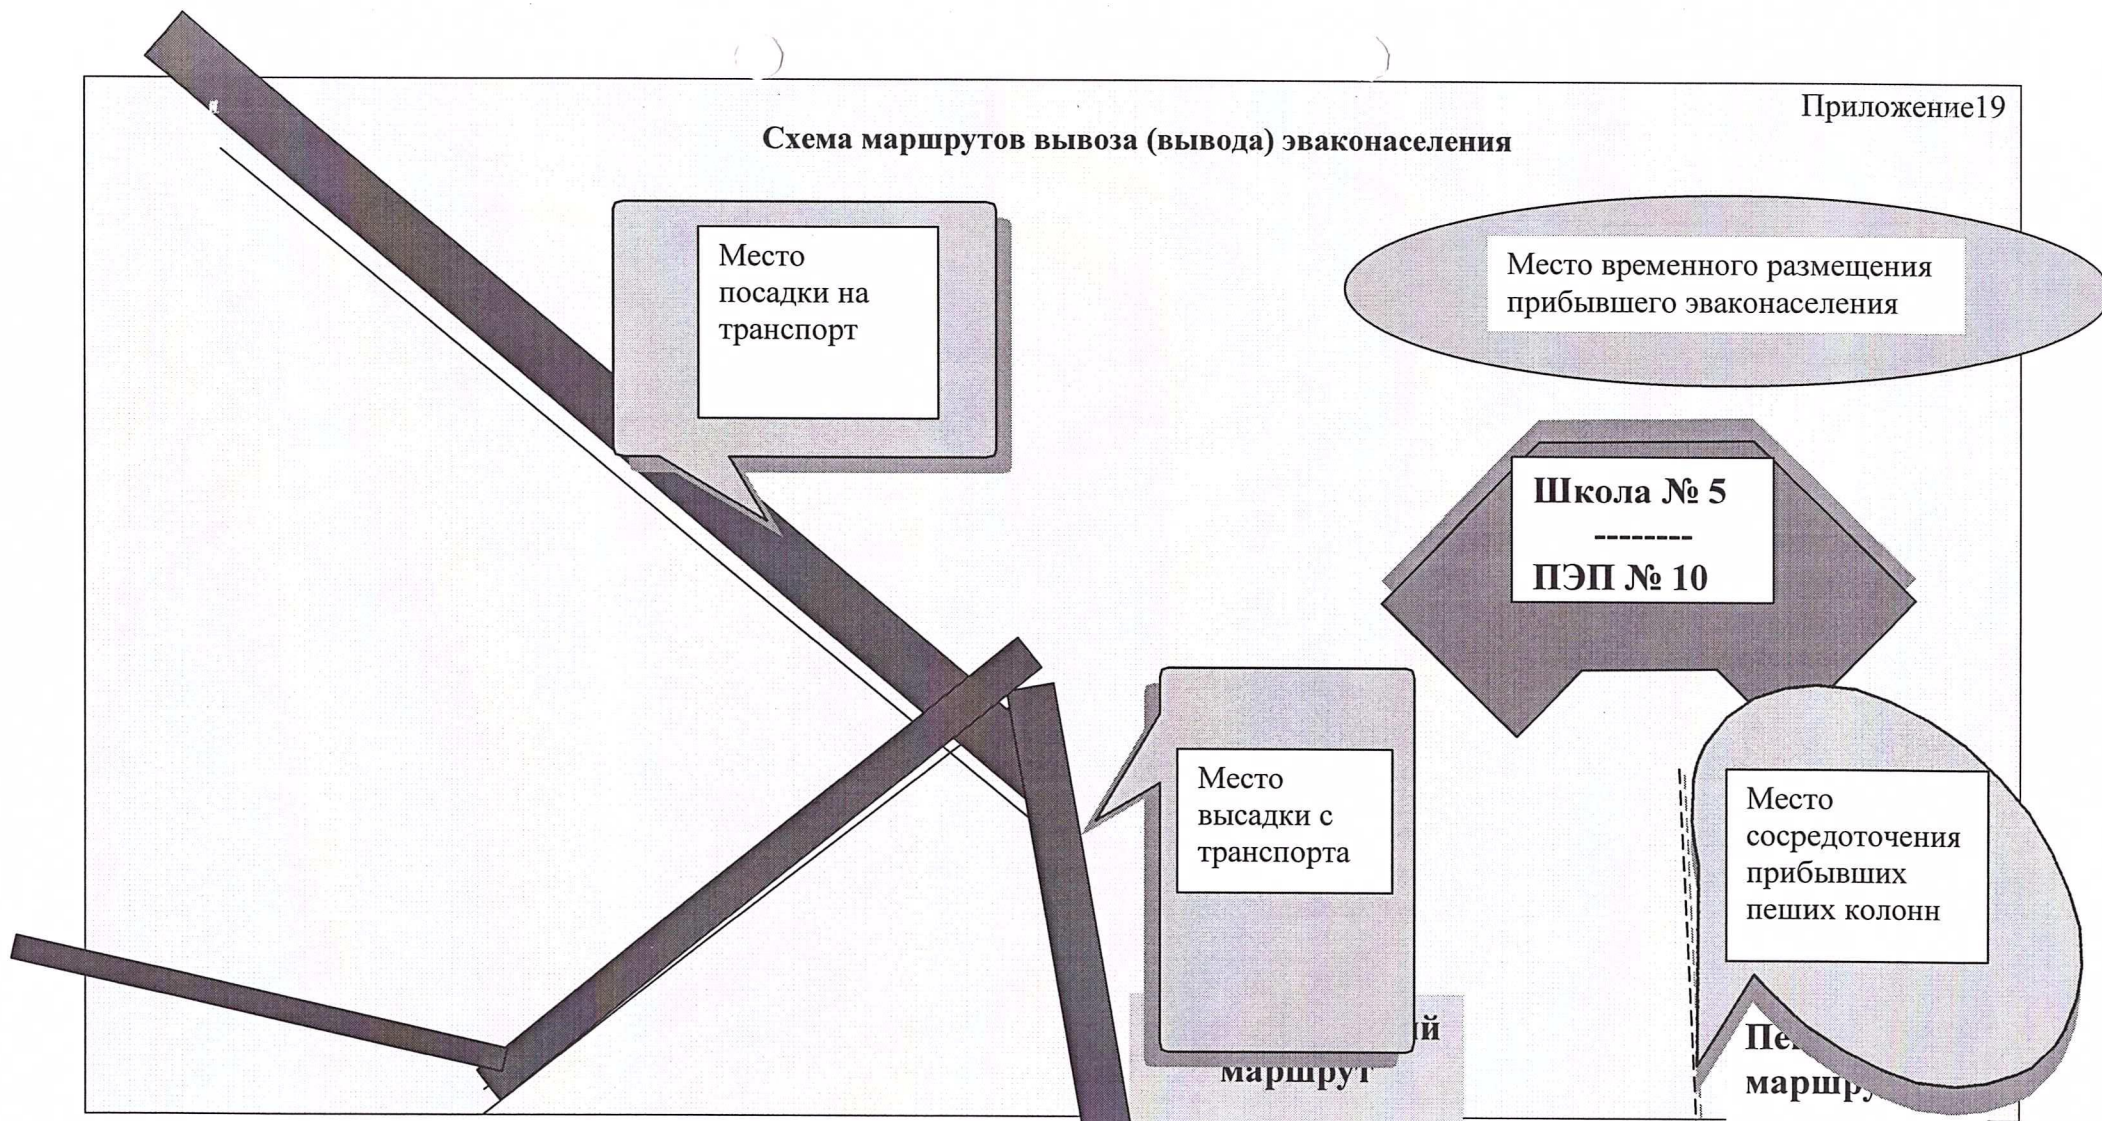 Приложение19
Схема маршрутов вывоза (вывода) эваконаселения
Место
посадки на
транспорт
Место временного размещения
прибывшего эваконаселения
Школа № 5
--------
ПЭП № 10
Место
высадки с
транспорта
Место
сосредоточения
прибывших
пеших колонн
маршрут